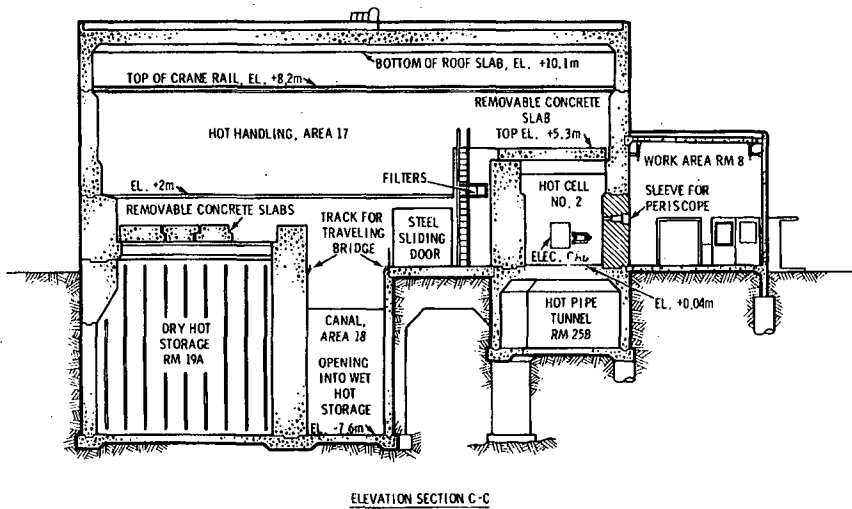 BOTTOM OF ROOF SLAB, EL. +10.1m
TOP OF CRANE RAIL, EL. +8.2m
REMOVABLE CONCRETE
SLAB
TOP EL. +5.3m
HOT HANDLING, AREA 17
WORK AREA RM 8
EL. +2m
FILTERS
HOT CELL
NO. 2
SLEEVE FOR
PERISCOPE
REMOVABLE CONCRETE SLABS
TRACK FOR
TRAVELING
BRIDGE
STEEL
SLIDING
DOOR
ELEC.
EL. +0.04m
HOT PIPE
TUNNEL
RM 25B
DRY HOT
STORAGE
RM 19A
CANAL,
AREA 18
OPENING
INTO WET
HOT
STORAGE
EL. -7.6m
ELEVATION SECTION C-C